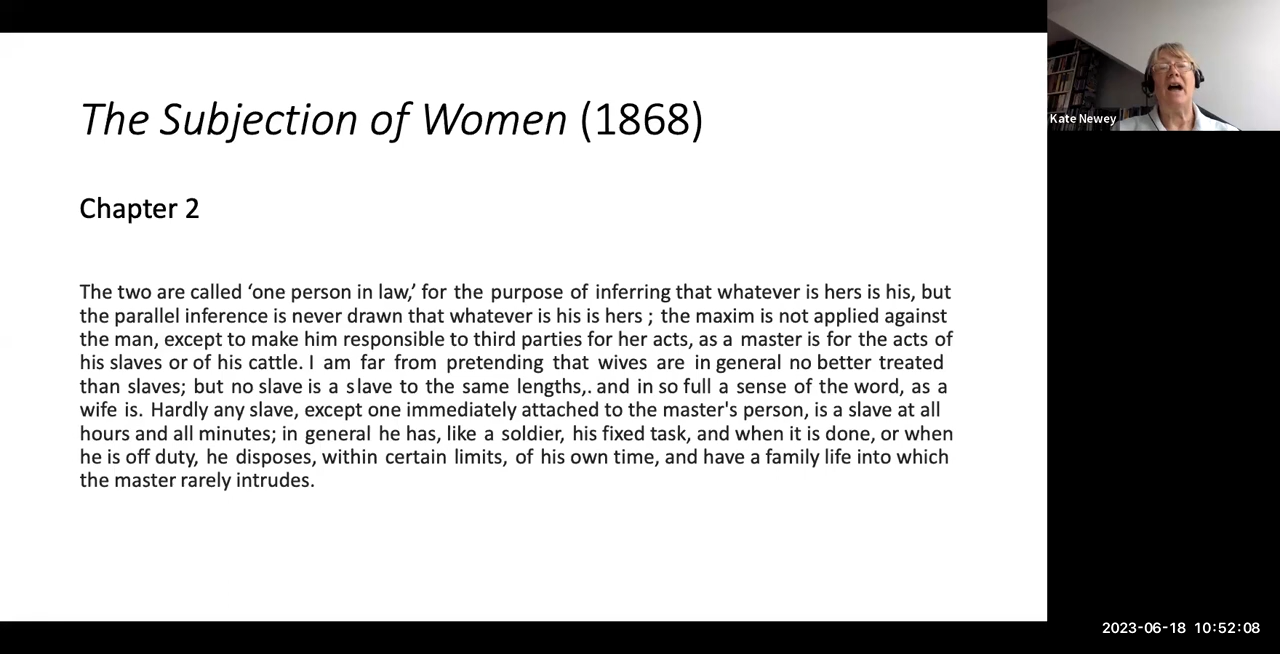 The Subjection of Women (1868)
Chapter 2
The two are called ‘one person in law,’ for the purpose of inferring that whatever is hers is his, but
the parallel inference is never drawn that whatever is his is hers ; the maxim is not applied against
the man, except to make him responsible to third parties for her acts, as a master is for the acts of
his slaves or of his cattle. I am far from pretending that wives are in general no better treated
than slaves; but no slave is a slave to the same lengths,. and in so full a sense of the word, as a
wife is. Hardly any slave, except one immediately attached to the master's person, is a slave at all
hours and all minutes; in general he has, like a soldier, his fixed task, and when it is done, or when
he is off duty, he disposes, within certain limits, of his own time, and have a family life into which
the master rarely intrudes.
Kate Newey
2023-06-18 10:52:08